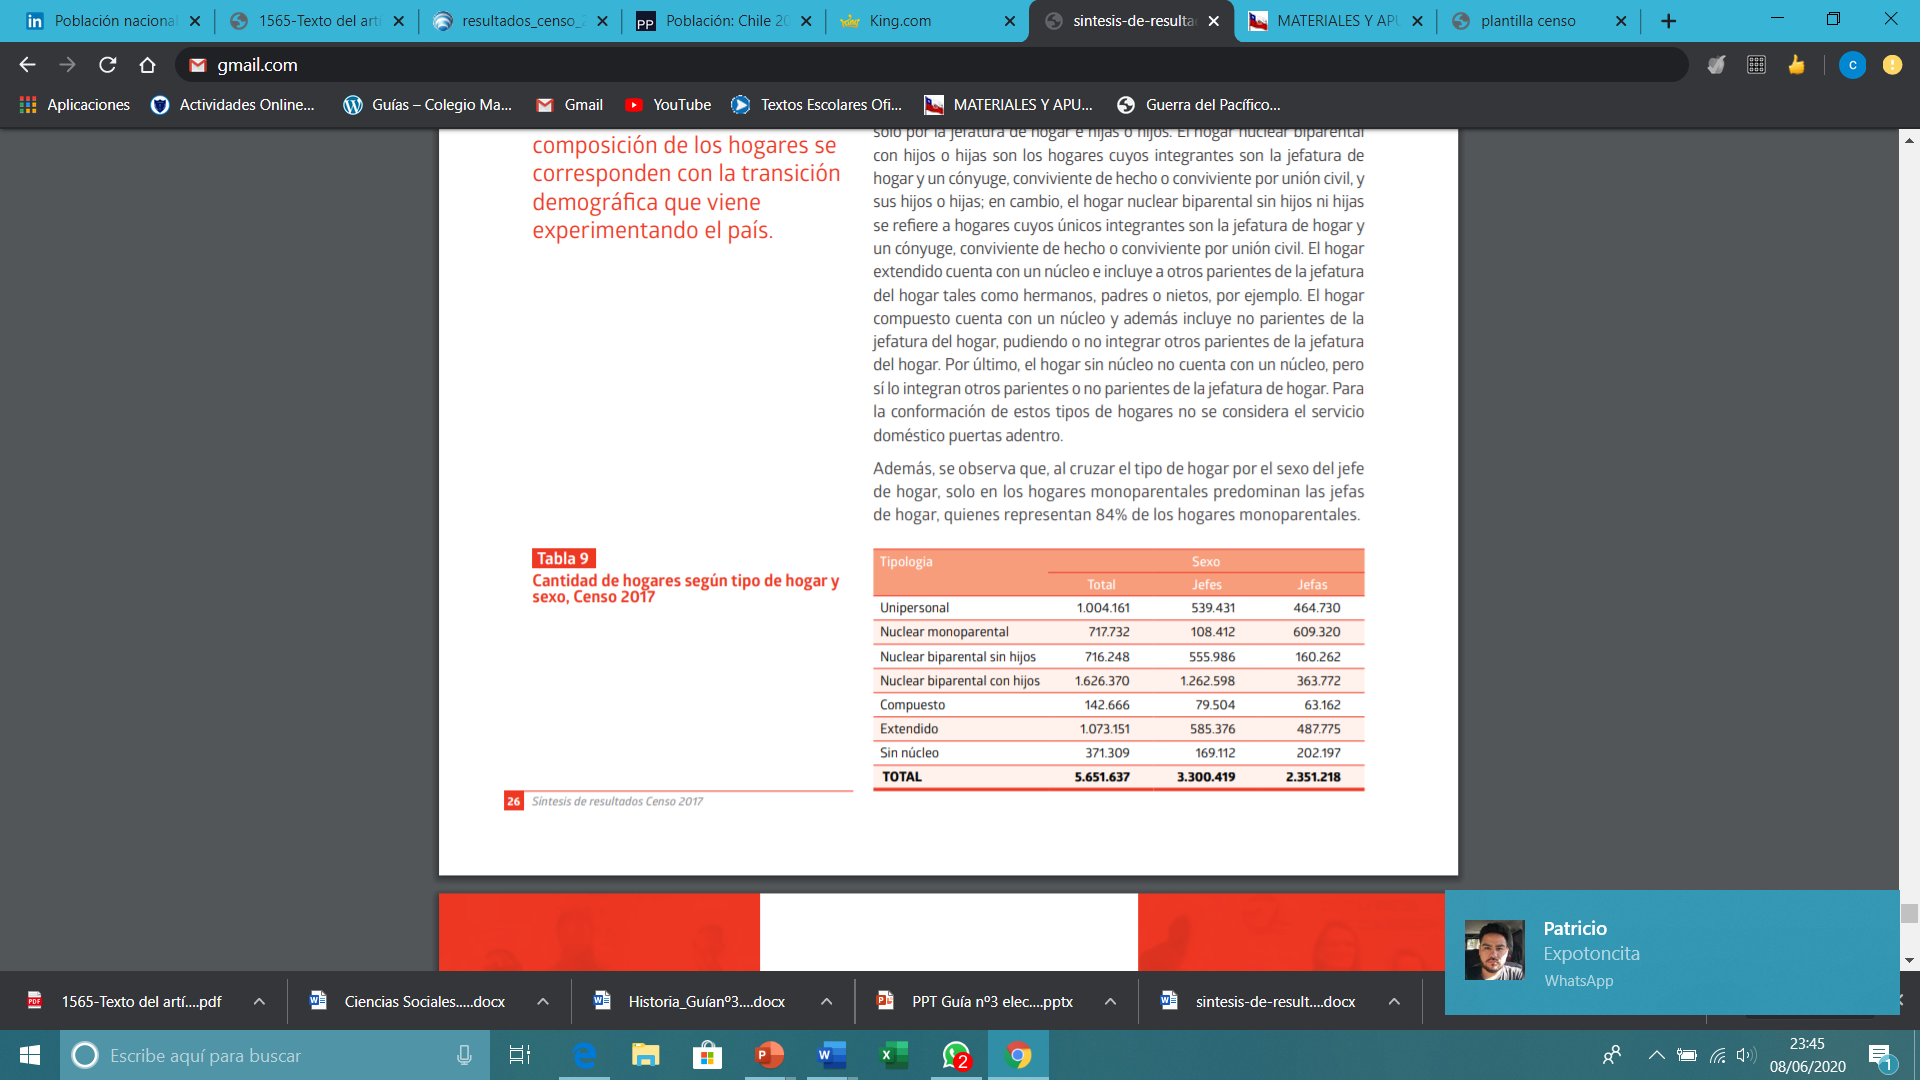 Población nacional
1565-Texto del artí
resultados_censo_2
Población: Chile 20
King.com
sintesis-de-resulta
MATERIALES Y APU
plantilla censo
gmail.com
Aplicaciones
Actividades Online...
Guías – Colegio Ma...
Gmail
YouTube
Textos Escolares Ofi...
MATERIALES Y APU...
Guerra del Pacífico...
composición de los hogares se
corresponden con la transición
demográfica que viene
experimentando el país.
solo por la jefatura de hogar e hijas o hijos. El hogar nuclear biparental
con hijos o hijas son los hogares cuyos integrantes son la jefatura de
hogar y un cónyuge, conviviente de hecho o conviviente por unión civil, y
sus hijos o hijas; en cambio, el hogar nuclear biparental sin hijos ni hijas
se refiere a hogares cuyos únicos integrantes son la jefatura de hogar y
un cónyuge, conviviente de hecho o conviviente por unión civil. El hogar
extendido cuenta con un núcleo e incluye a otros parientes de la jefatura
del hogar tales como hermanos, padres o nietos, por ejemplo. El hogar
compuesto cuenta con un núcleo y además incluye no parientes de la
jefatura del hogar, pudiendo o no integrar otros parientes de la jefatura
del hogar. Por último, el hogar sin núcleo no cuenta con un núcleo, pero
sí lo integran otros parientes o no parientes de la jefatura de hogar. Para
la conformación de estos tipos de hogares no se considera el servicio
doméstico puertas adentro.
Además, se observa que, al cruzar el tipo de hogar por el sexo del jefe
de hogar, solo en los hogares monoparentales predominan las jefas
de hogar, quienes representan 84% de los hogares monoparentales.
Tabla 9
Cantidad de hogares según tipo de hogar y
sexo, Censo 2017
Tipología Sexo
Total Jefes Jefas
Unipersonal 1.004.161 539.431 464.730
Nuclear monoparental 717.732 108.412 609.320
Nuclear biparental sin hijos 716.248 555.986 160.262
Nuclear biparental con hijos 1.626.370 1.262.598 363.772
Compuesto 142.666 79.504 63.162
Extendido 1.073.151 585.376 487.775
Sin núcleo 371.309 169.112 202.197
TOTAL 5.651.637 3.300.419 2.351.218
26 Síntesis de resultados Censo 2017
Patricio
Expotoncita
WhatsApp
1565-Texto del artí....pdf
Ciencias Sociales.....docx
Historia_Guíanº3....docx
PPT Guía nº3 elec....pptx
sintesis-de-result....docx
Escribe aquí para buscar
2
23:45
08/06/2020
1